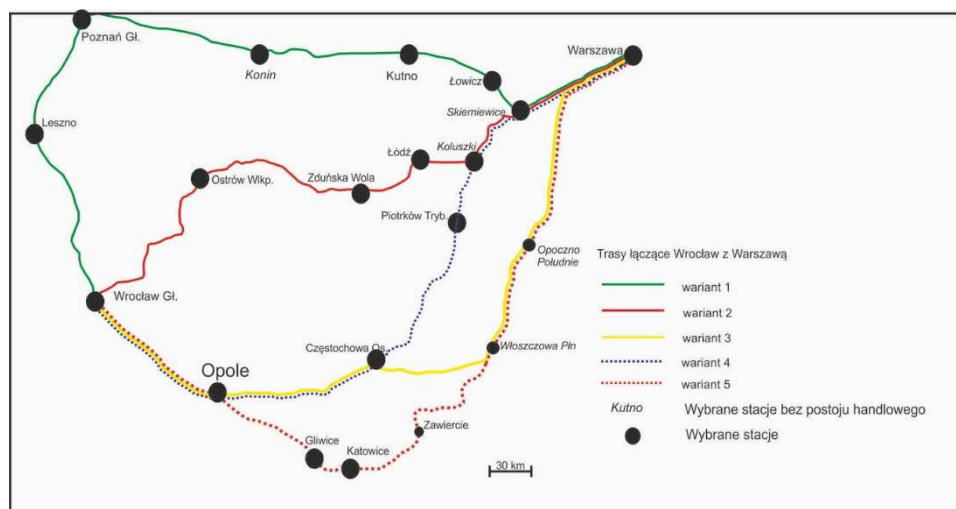 Poznań Gł.
Warszawa
Konin
Kutno
Łowicz
Skierniewice
Leszno
Łódź
Koluszki
Ostrów Wlkp.
Zduńska Wola
Piotrków Tryb.
Opoczno
Południe
Wrocław Gł.
Włoszczowa Płn
Częstochowa Os.
Opole
Zawiercie
Gliwice
Katowice
30 km
Trasy łączące Wrocław z Warszawą
wariant 1
wariant 2
wariant 3
wariant 4
wariant 5
Kutno Wybrane stacje bez postoju handlowego
Wybrane stacje